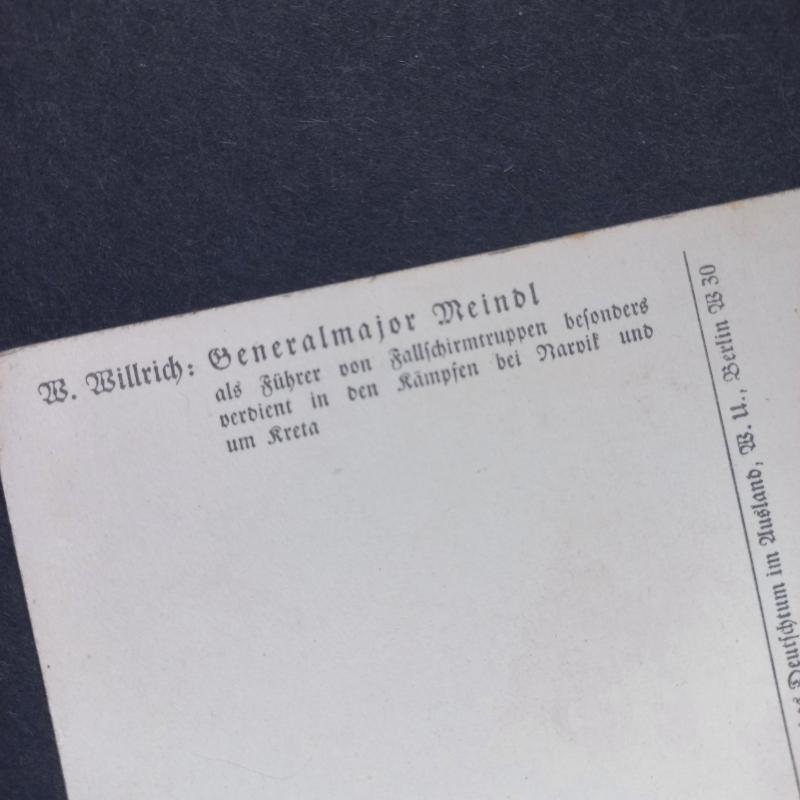 W. Willrich: Generalmajor Meindl
als Führer von Fallschirmtruppen besonders
verdient in den Kämpfen bei Narvik und
um Kreta
Deutschtum im Ausland, W. U., Berlin W 30